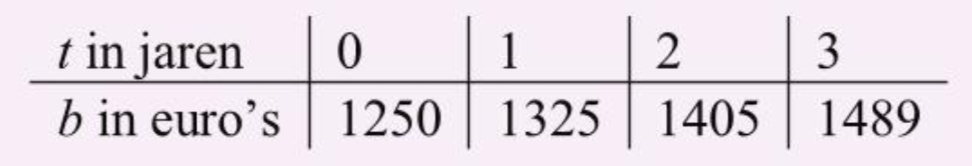 t in jaren 0 1 2 3
b in euro’s 1250 1325 1405 1489